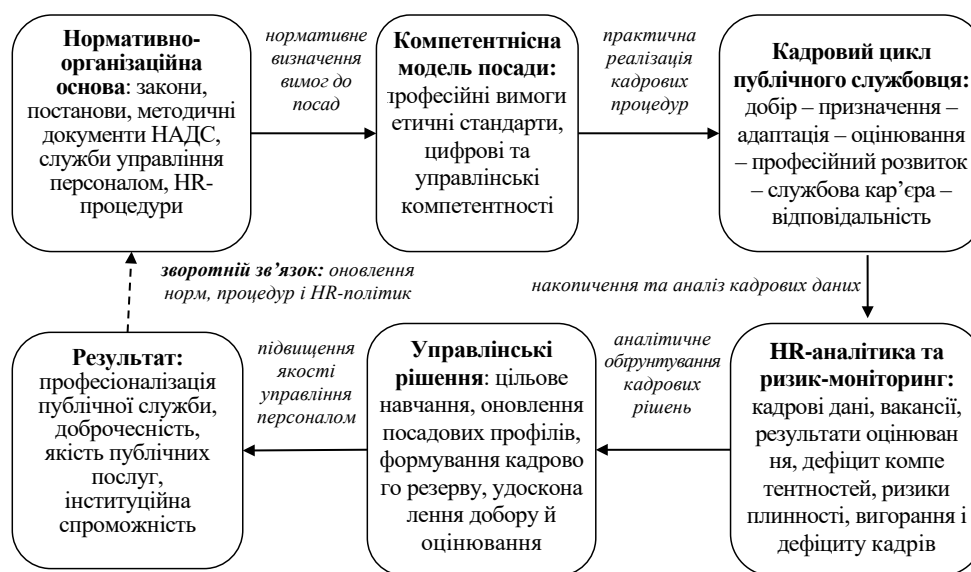 Нормативно-
організаційна
основа: закони,
постанови, методичні
документи НАДС,
служби управління
персоналом, HR-
процедури
нормативне
визначення
вимог до
посад
Компетентнісна
модель посади:
професійні вимоги
етичні стандарти,
цифрові та
управлінські
компетентності
практична
реалізація
кадрових
процедур
Кадровий цикл
публічного службовця:
добір – призначення –
адаптація – оцінювання
– професійний розвиток
– службова кар’єра –
відповідальність
зворотній зв’язок: оновлення
норм, процедур і HR-політик
накопичення та аналіз кадрових даних
Результат:
професіоналізація
публічної служби,
доброчесність,
якість публічних
послуг,
інституційна
спроможність
підвищення
якості
управління
персоналом
Управлінські
рішення: цільове
навчання, оновлення
посадових профілів,
формування кадрово
го резерву, удоскона
лення добору й
оцінювання
аналітичне
обґрунтування
кадрових
рішень
HR-аналітика та
ризик-моніторинг:
кадрові дані, вакансії,
результати оцінюван
ня, дефіцит компе
тентностей, ризики
плинності, вигорання і
дефіциту кадрів